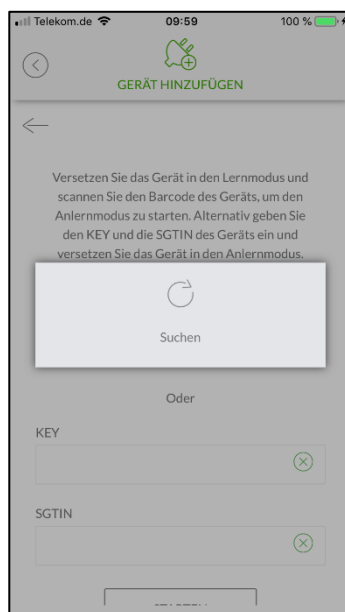 Telekom.de 09:59 100 %
GERÄT HINZUFÜGEN
Versetzen Sie das Gerät in den Lernmodus und
scannen Sie den Barcode des Geräts, um den
Anlernmodus zu starten. Alternativ geben Sie
den KEY und die SGTIN des Geräts ein und
versetzen Sie das Gerät in den Anlernmodus.
Suchen
Oder
KEY
SGTIN